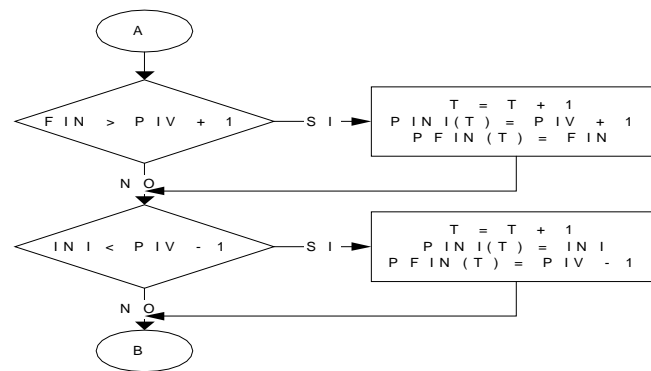 A
FIN > PIV + 1
SI
T = T + 1
PINI(T) = PIV + 1
PFIN(T) = FIN
NO
INI < PIV - 1
SI
T = T + 1
PINI(T) = INI
PFIN(T) = PIV - 1
NO
B